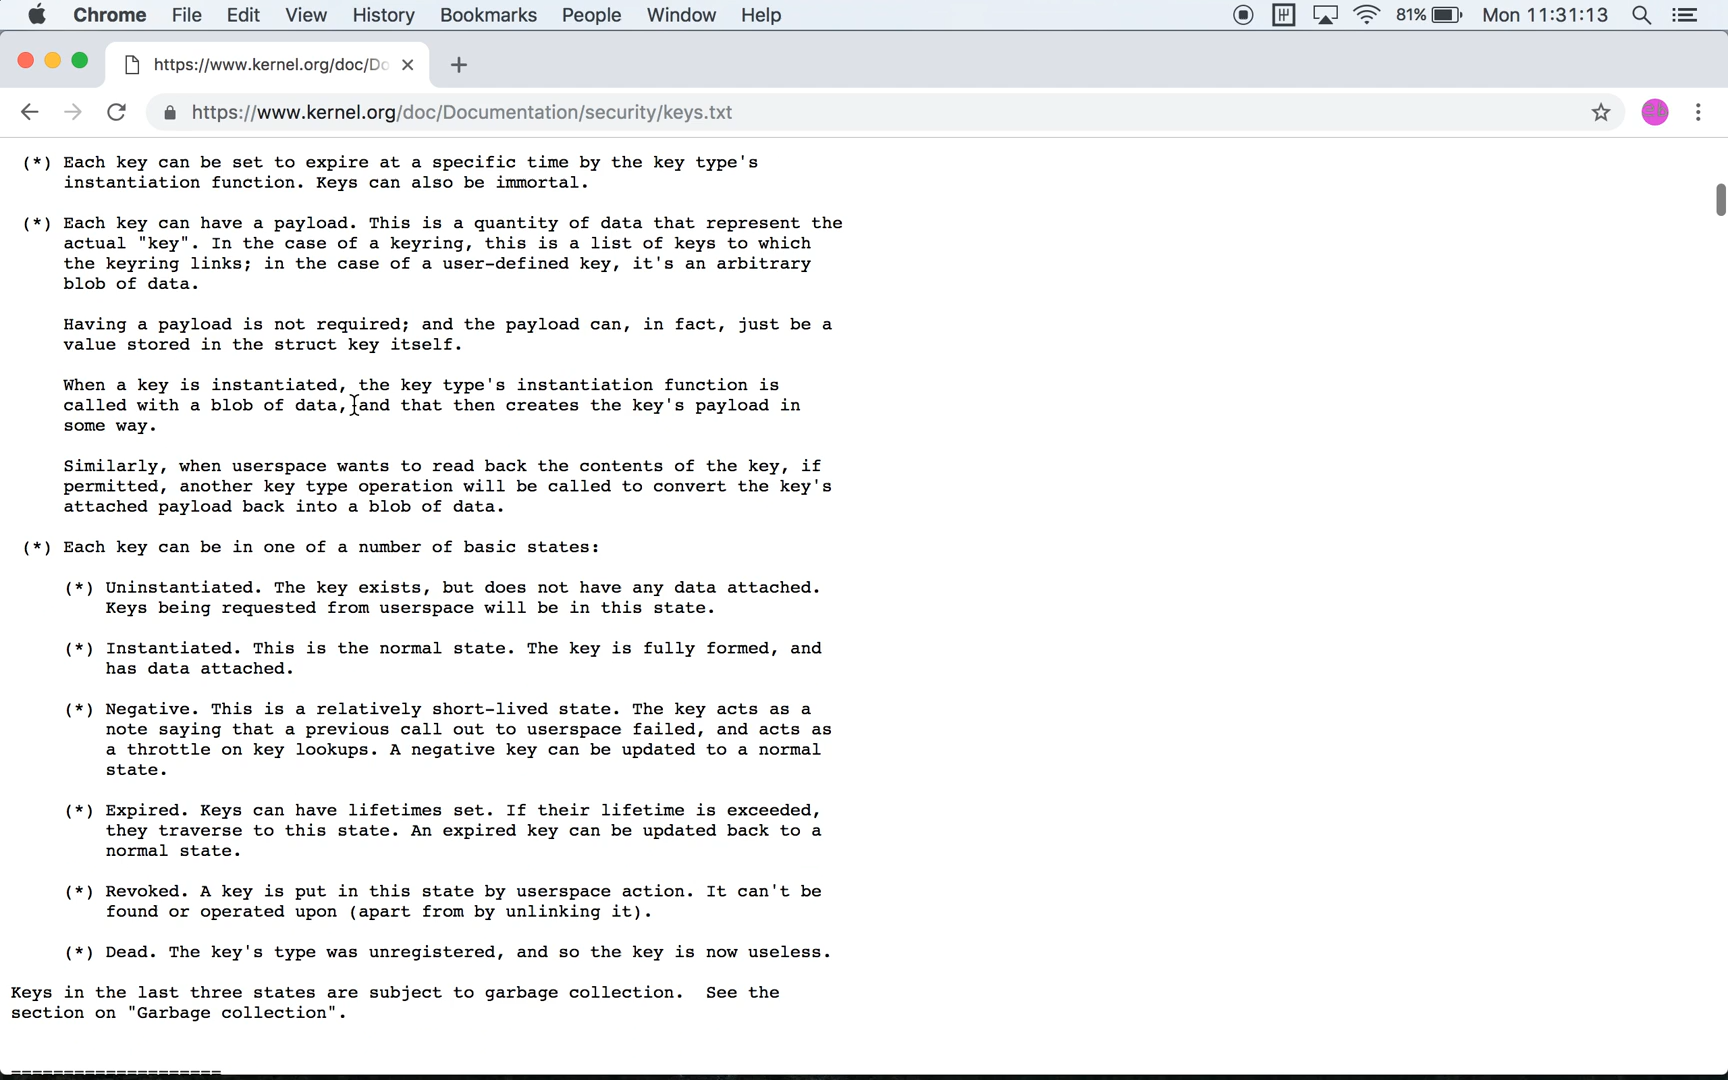 Chrome File Edit View History Bookmarks People Window Help 81% Mon 11:31:13
https://www.kernel.org/doc/Do
https://www.kernel.org/doc/Documentation/security/keys.txt
(*) Each key can be set to expire at a specific time by the key type's
instantiation function. Keys can also be immortal.
(*) Each key can have a payload. This is a quantity of data that represent the
actual "key". In the case of a keyring, this is a list of keys to which
the keyring links; in the case of a user-defined key, it's an arbitrary
blob of data.
Having a payload is not required; and the payload can, in fact, just be a
value stored in the struct key itself.
When a key is instantiated, the key type's instantiation function is
called with a blob of data, and that then creates the key's payload in
some way.
Similarly, when userspace wants to read back the contents of the key, if
permitted, another key type operation will be called to convert the key's
attached payload back into a blob of data.
(*) Each key can be in one of a number of basic states:
(*) Uninstantiated. The key exists, but does not have any data attached.
Keys being requested from userspace will be in this state.
(*) Instantiated. This is the normal state. The key is fully formed, and
has data attached.
(*) Negative. This is a relatively short-lived state. The key acts as a
note saying that a previous call out to userspace failed, and acts as
a throttle on key lookups. A negative key can be updated to a normal
state.
(*) Expired. Keys can have lifetimes set. If their lifetime is exceeded,
they traverse to this state. An expired key can be updated back to a
normal state.
(*) Revoked. A key is put in this state by userspace action. It can't be
found or operated upon (apart from by unlinking it).
(*) Dead. The key's type was unregistered, and so the key is now useless.
Keys in the last three states are subject to garbage collection.  See the
section on "Garbage collection".
====================